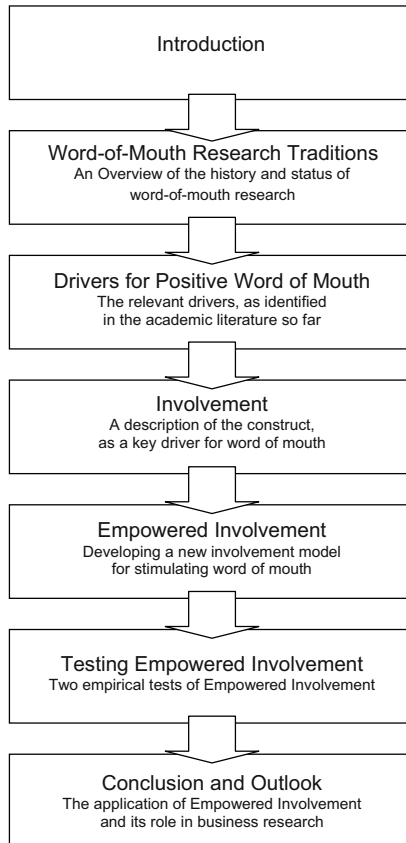 Introduction
Word-of-Mouth Research Traditions
An Overview of the history and status of
word-of-mouth research
Drivers for Positive Word of Mouth
The relevant drivers, as identified
in the academic literature so far
Involvement
A description of the construct,
as a key driver for word of mouth
Empowered Involvement
Developing a new involvement model
for stimulating word of mouth
Testing Empowered Involvement
Two empirical tests of Empowered Involvement
Conclusion and Outlook
The application of Empowered Involvement
and its role in business research